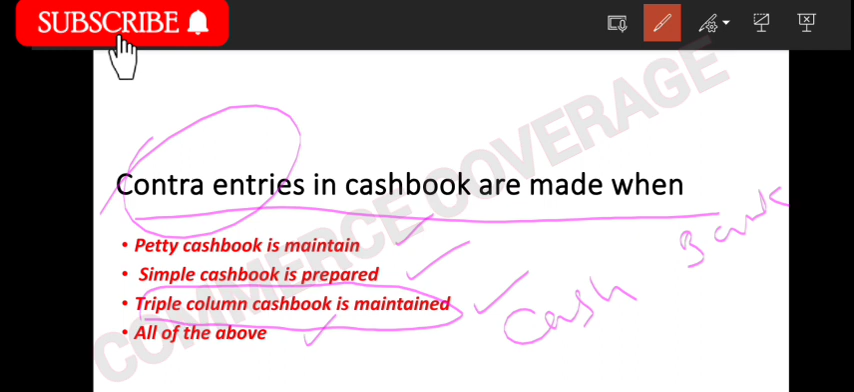 SUBSCRIBE
COMMERCE COVERAGE
Contra entries in cashbook are made when
• Petty cashbook is maintain
• Simple cashbook is prepared
• Triple column cashbook is maintained
• All of the above
Cash Bank